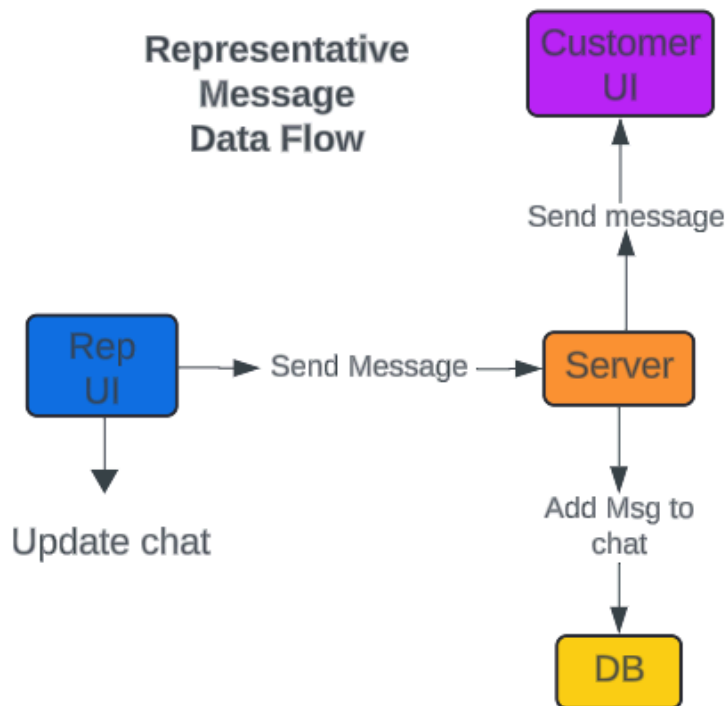 Representative
Message
Data Flow
Customer
UI
Send message
Rep
UI
Send Message
Server
Update chat
Add Msg to
chat
DB